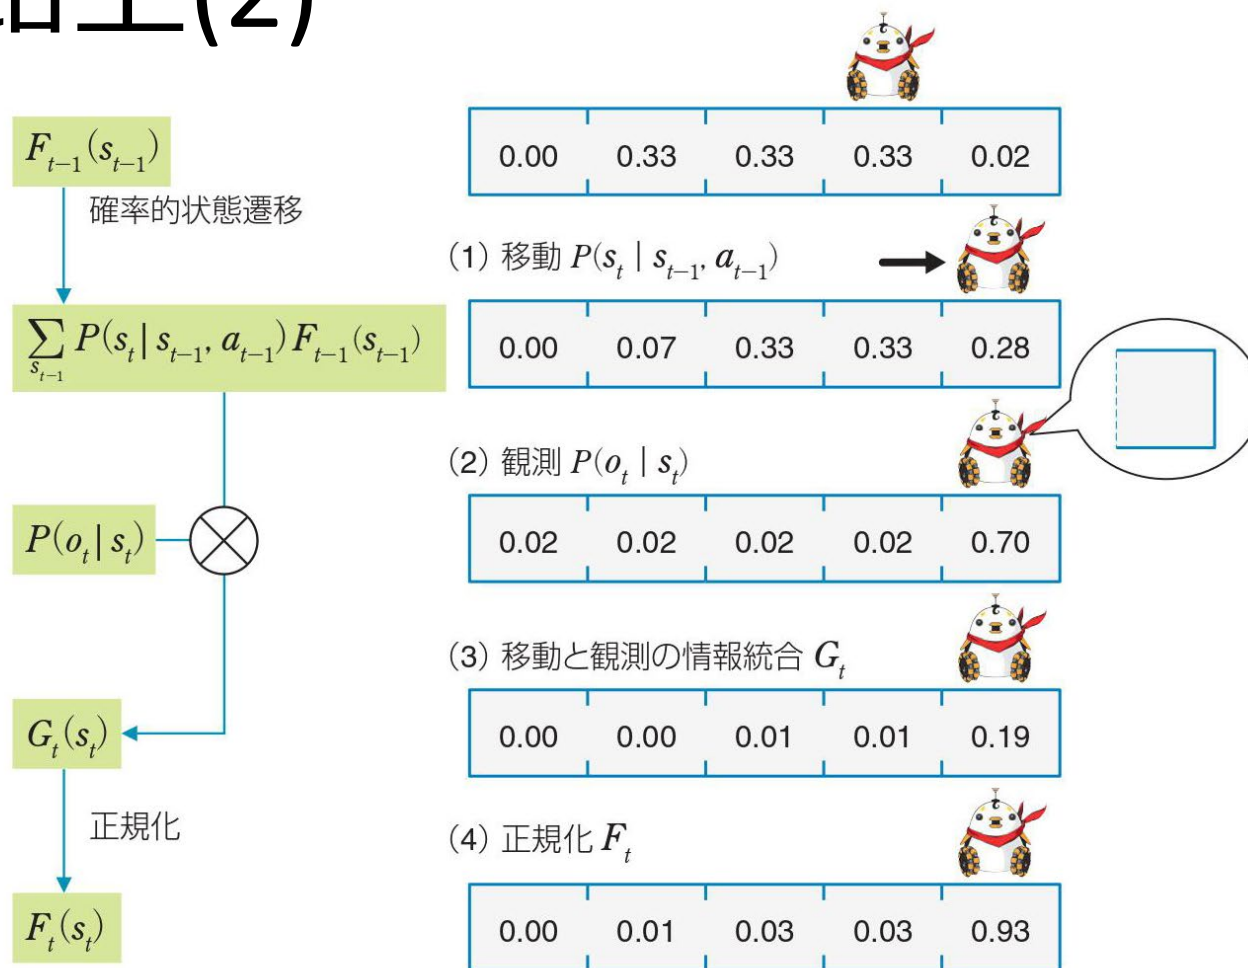 (2)
F_{t−1}(s_{t−1})
確率的状態遷移
∑_{s_{t−1}} P(s_t | s_{t−1}, a_{t−1}) F_{t−1}(s_{t−1})
P(o_t | s_t)
G_t(s_t)
正規化
F_t(s_t)
0.00 0.33 0.33 0.33 0.02
(1) 移動 P(s_t | s_{t−1}, a_{t−1})
0.00 0.07 0.33 0.33 0.28
(2) 観測 P(o_t | s_t)
0.02 0.02 0.02 0.02 0.70
(3) 移動と観測の情報統合 G_t
0.00 0.00 0.01 0.01 0.19
(4) 正規化 F_t
0.00 0.01 0.03 0.03 0.93